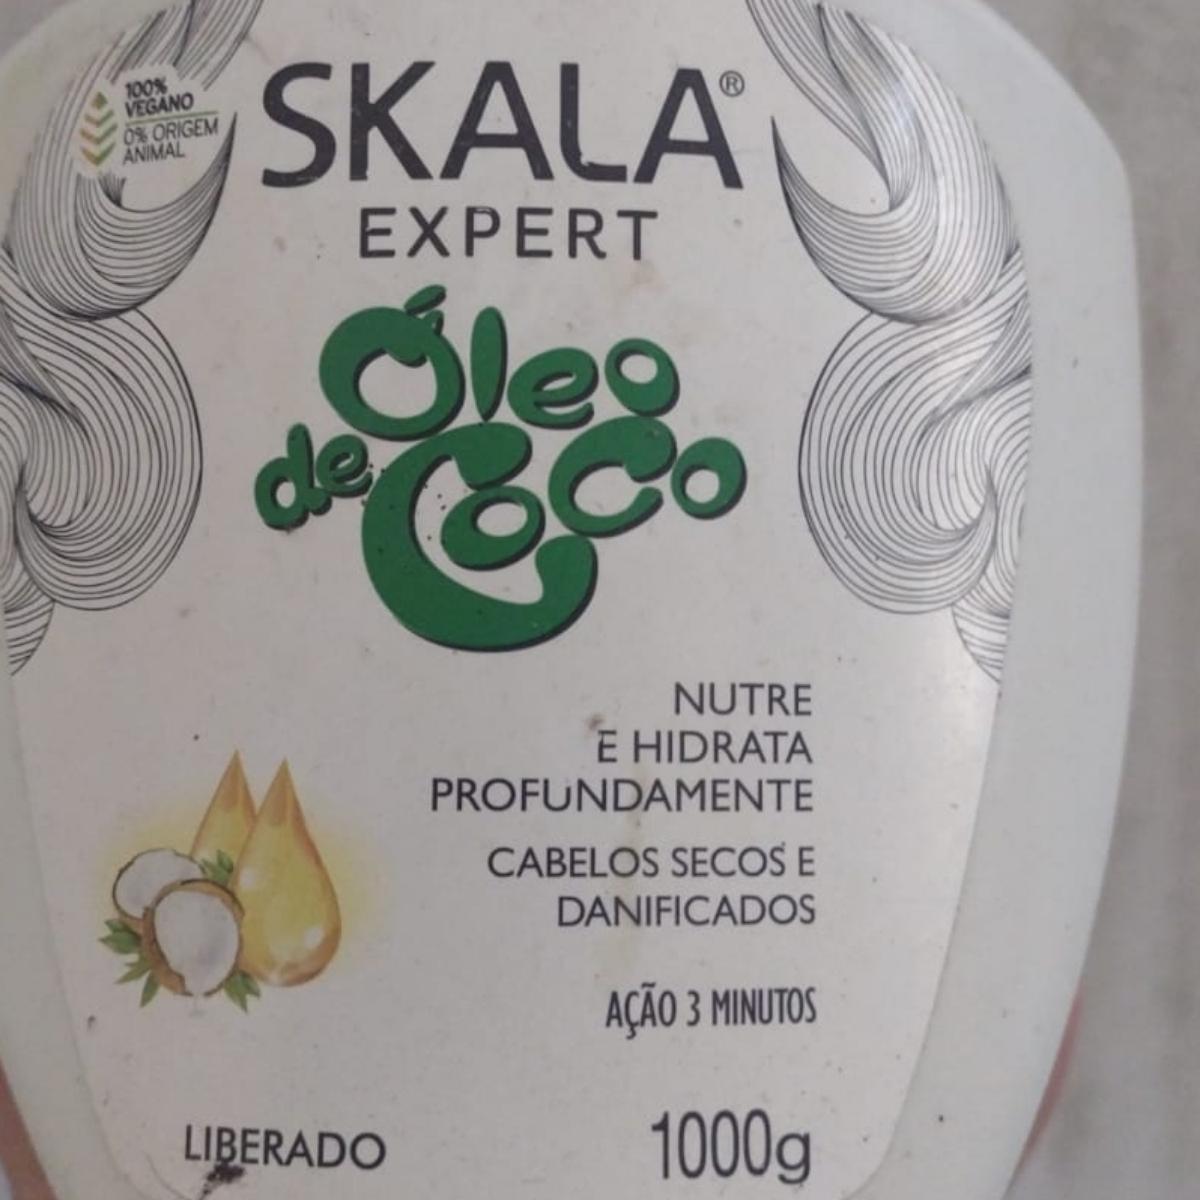 100%
VEGANO
0% ORIGEM
ANIMAL
SKALA®
EXPERT
Óleo
de Coco
NUTRE
E HIDRATA
PROFUNDAMENTE
CABELOS SECOS E
DANIFICADOS
AÇÃO 3 MINUTOS
LIBERADO
1000g